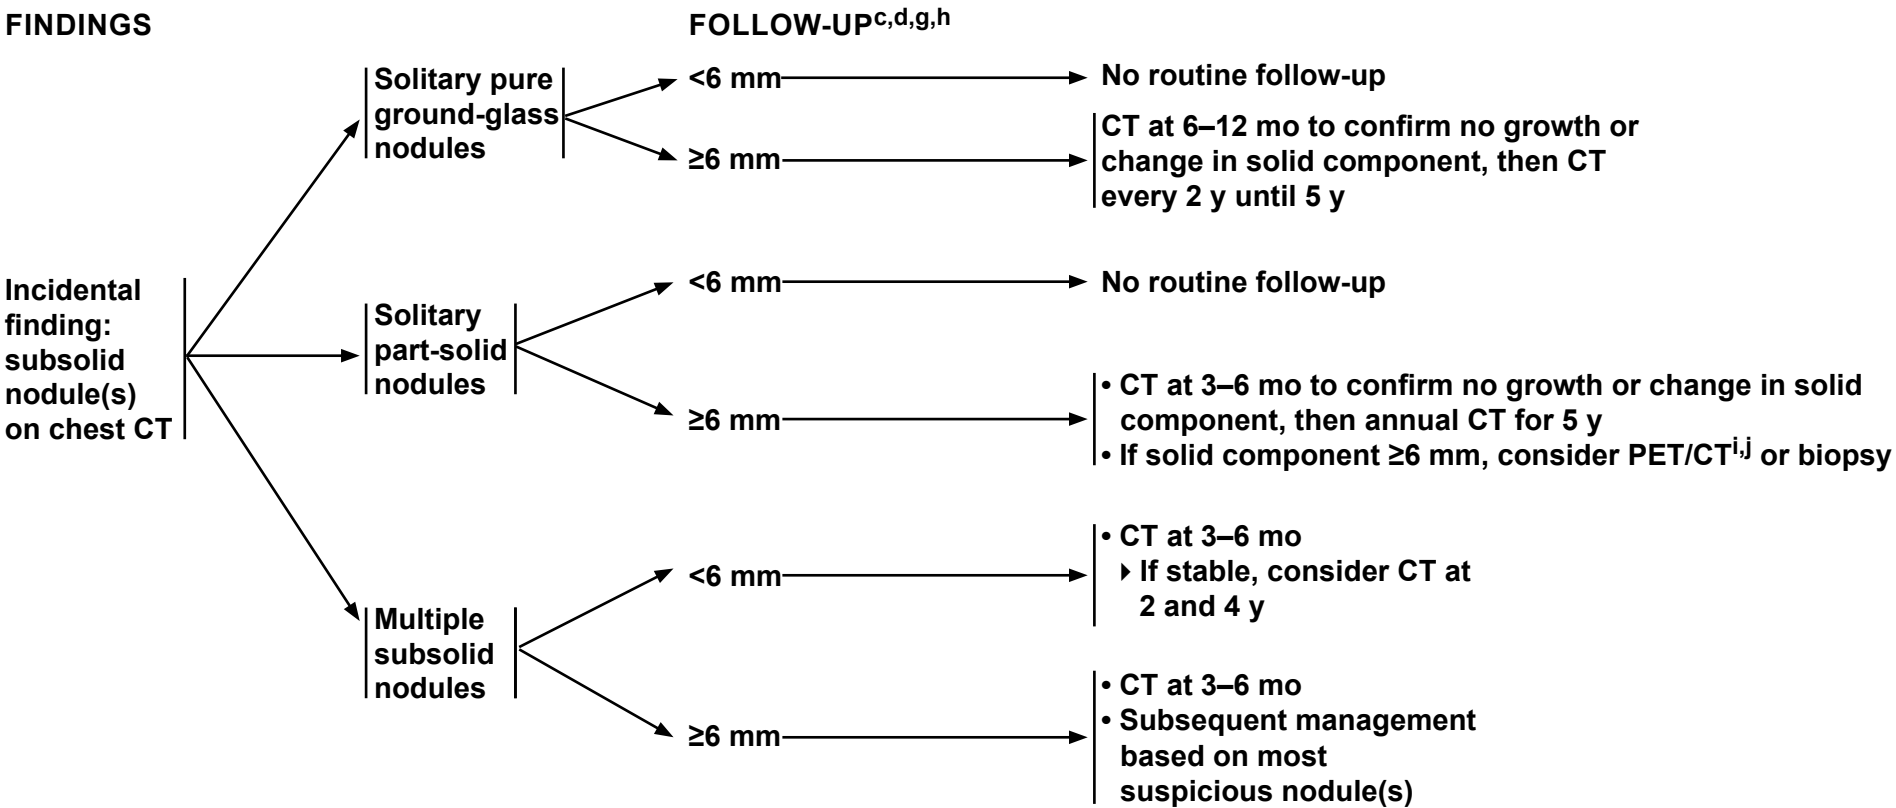 FINDINGS
FOLLOW-UPc,d,g,h
Incidental
finding:
subsolid
nodule(s)
on chest CT
Solitary pure
ground-glass
nodules
<6 mm
No routine follow-up
≥6 mm
CT at 6–12 mo to confirm no growth or
change in solid component, then CT
every 2 y until 5 y
Solitary
part-solid
nodules
<6 mm
No routine follow-up
≥6 mm
• CT at 3–6 mo to confirm no growth or change in solid
component, then annual CT for 5 y
• If solid component ≥6 mm, consider PET/CTi,j or biopsy
Multiple
subsolid
nodules
<6 mm
• CT at 3–6 mo
▸ If stable, consider CT at
2 and 4 y
≥6 mm
• CT at 3–6 mo
• Subsequent management
based on most
suspicious nodule(s)